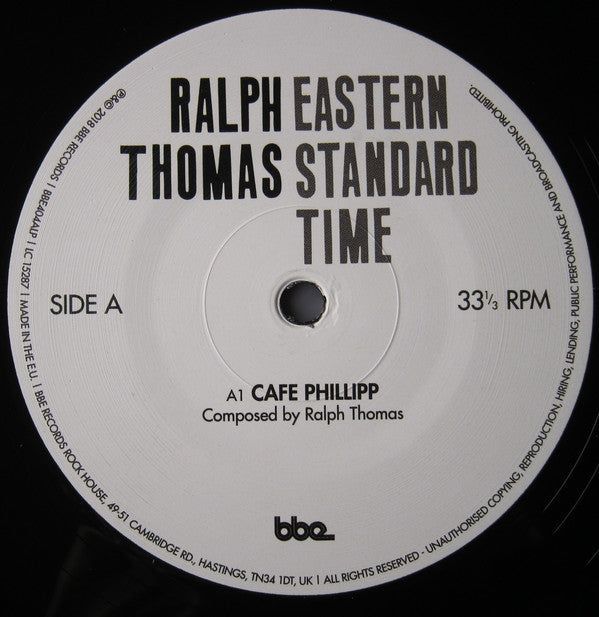 RALPH EASTERN
THOMAS STANDARD
TIME
SIDE A
33⅓ RPM
A1 CAFE PHILLIPP
Composed by Ralph Thomas
bbe
℗&© 2018 BBE RECORDS | BBE404ALP | LC 15287 | MADE IN THE E.U. | BBE RECORDS ROCK HOUSE, 49-51 CAMBRIDGE RD., HASTINGS, TN34 1DT, UK | ALL RIGHTS RESERVED - UNAUTHORISED COPYING, REPRODUCTION, HIRING, LENDING, PUBLIC PERFORMANCE AND BROADCASTING PROHIBITED.